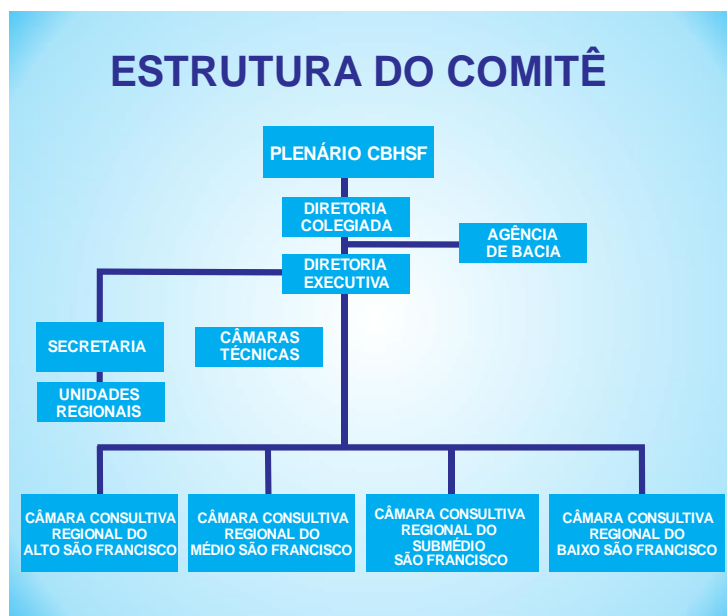 ESTRUTURA DO COMITÊ
PLENÁRIO CBHSF
DIRETORIA
COLEGIADA
AGÊNCIA
DE BACIA
DIRETORIA
EXECUTIVA
SECRETARIA
CÂMARAS
TÉCNICAS
UNIDADES
REGIONAIS
CÂMARA CONSULTIVA
REGIONAL DO
ALTO SÃO FRANCISCO
CÂMARA CONSULTIVA
REGIONAL DO
MÉDIO SÃO FRANCISCO
CÂMARA CONSULTIVA
REGIONAL DO
SUBMÉDIO
SÃO FRANCISCO
CÂMARA CONSULTIVA
REGIONAL DO
BAIXO SÃO FRANCISCO